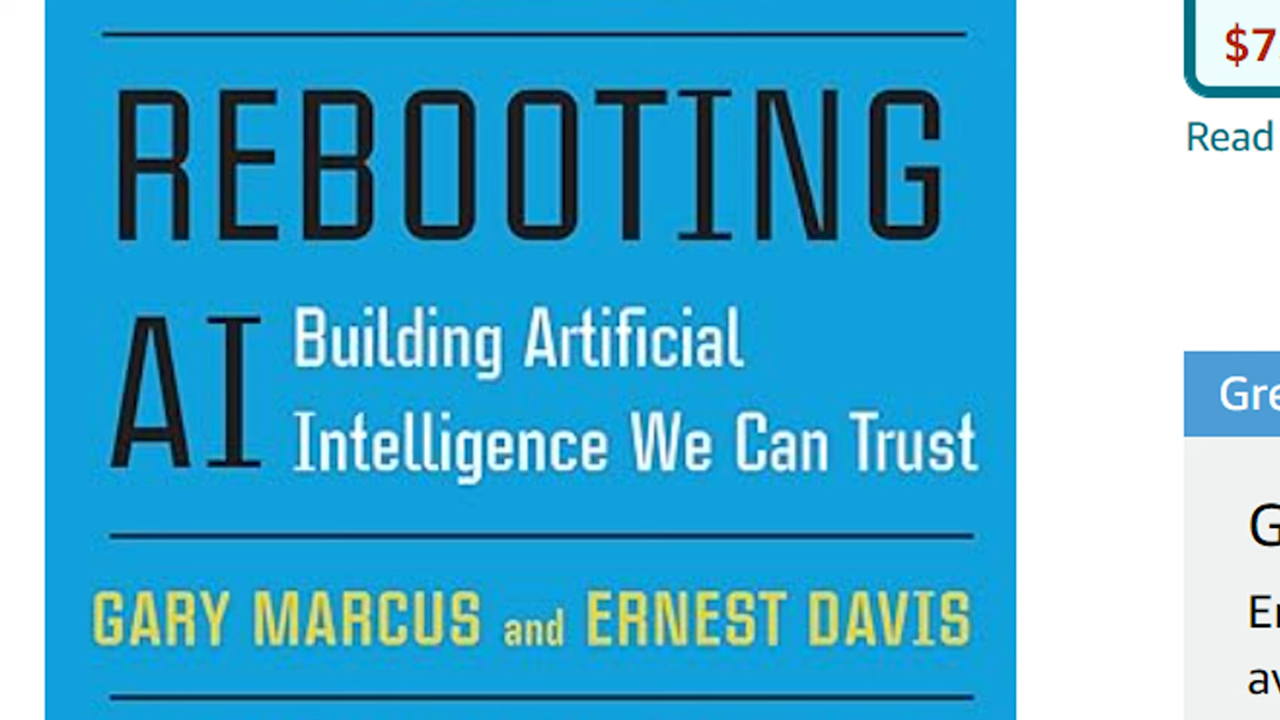 REBOOTING
AI
Building Artificial
Intelligence We Can Trust
GARY MARCUS and ERNEST DAVIS
Read